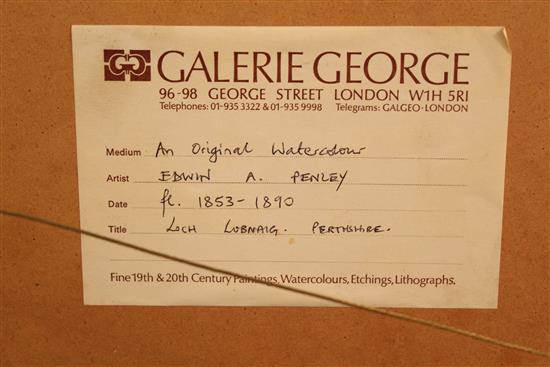 GALERIE GEORGE
96-98 GEORGE STREET LONDON W1H 5RI
Telephones: 01-935 3322 & 01-935 9998 Telegrams: GALGEO-LONDON
Medium An Original Watercolour
Artist EDWIN A. PENLEY
Date fl. 1853-1890
Title LOCH LUBNAIG. PERTHSHIRE.
Fine 19th & 20th Century Paintings, Watercolours, Etchings, Lithographs.